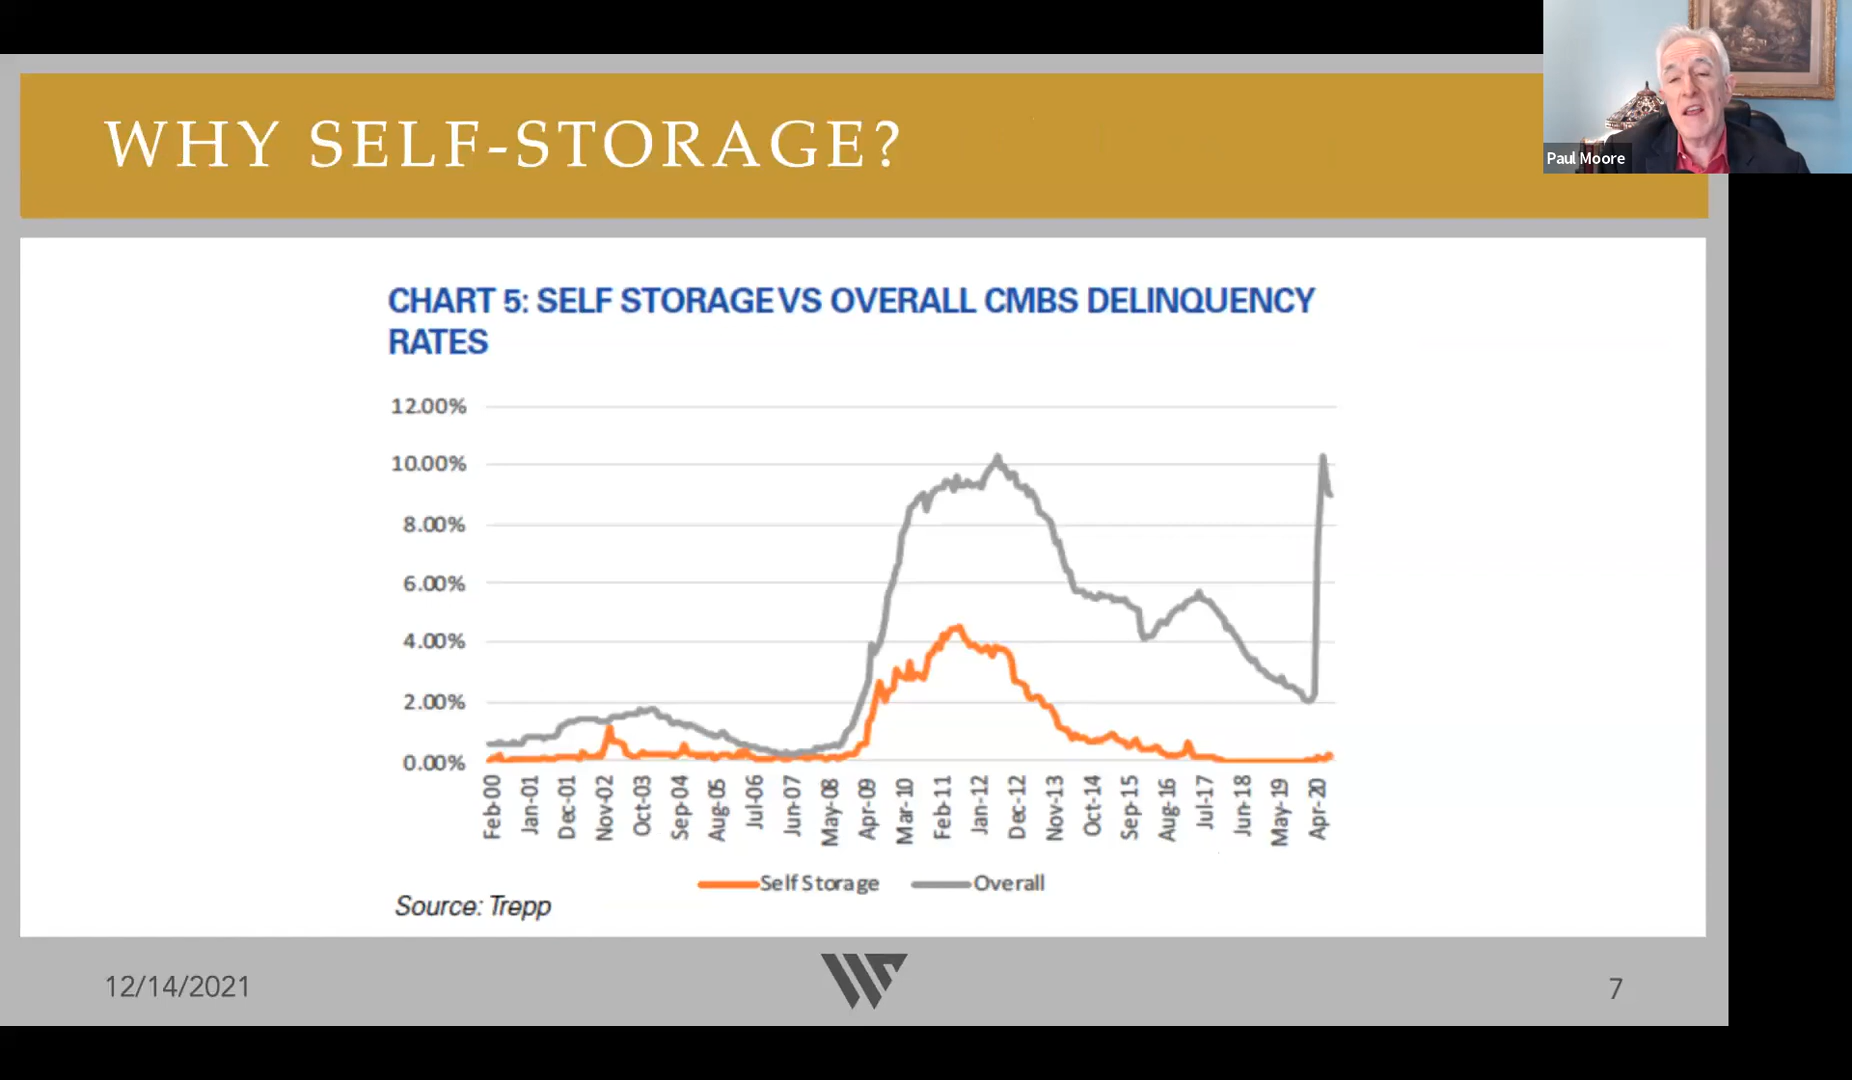 WHY SELF-STORAGE?
Paul Moore
CHART 5: SELF STORAGE VS OVERALL CMBS DELINQUENCY
RATES
12.00%
10.00%
8.00%
6.00%
4.00%
2.00%
0.00%
Feb-00
Jan-01
Dec-01
Nov-02
Oct-03
Sep-04
Aug-05
Jul-06
Jun-07
May-08
Apr-09
Mar-10
Feb-11
Jan-12
Dec-12
Nov-13
Oct-14
Sep-15
Aug-16
Jul-17
Jun-18
May-19
Apr-20
Self Storage
Overall
Source: Trepp
12/14/2021
7